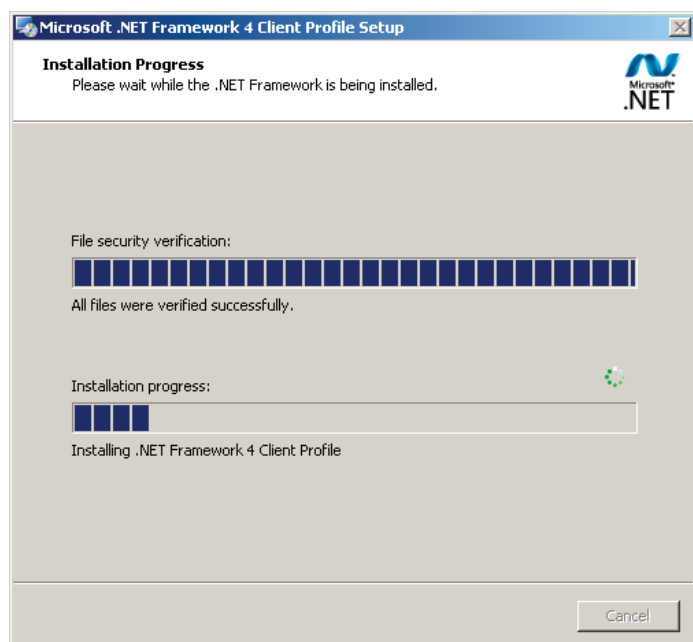 Microsoft .NET Framework 4 Client Profile Setup
Installation Progress
Please wait while the .NET Framework is being installed.
Microsoft®
.NET
File security verification:
All files were verified successfully.
Installation progress:
Installing .NET Framework 4 Client Profile
Cancel